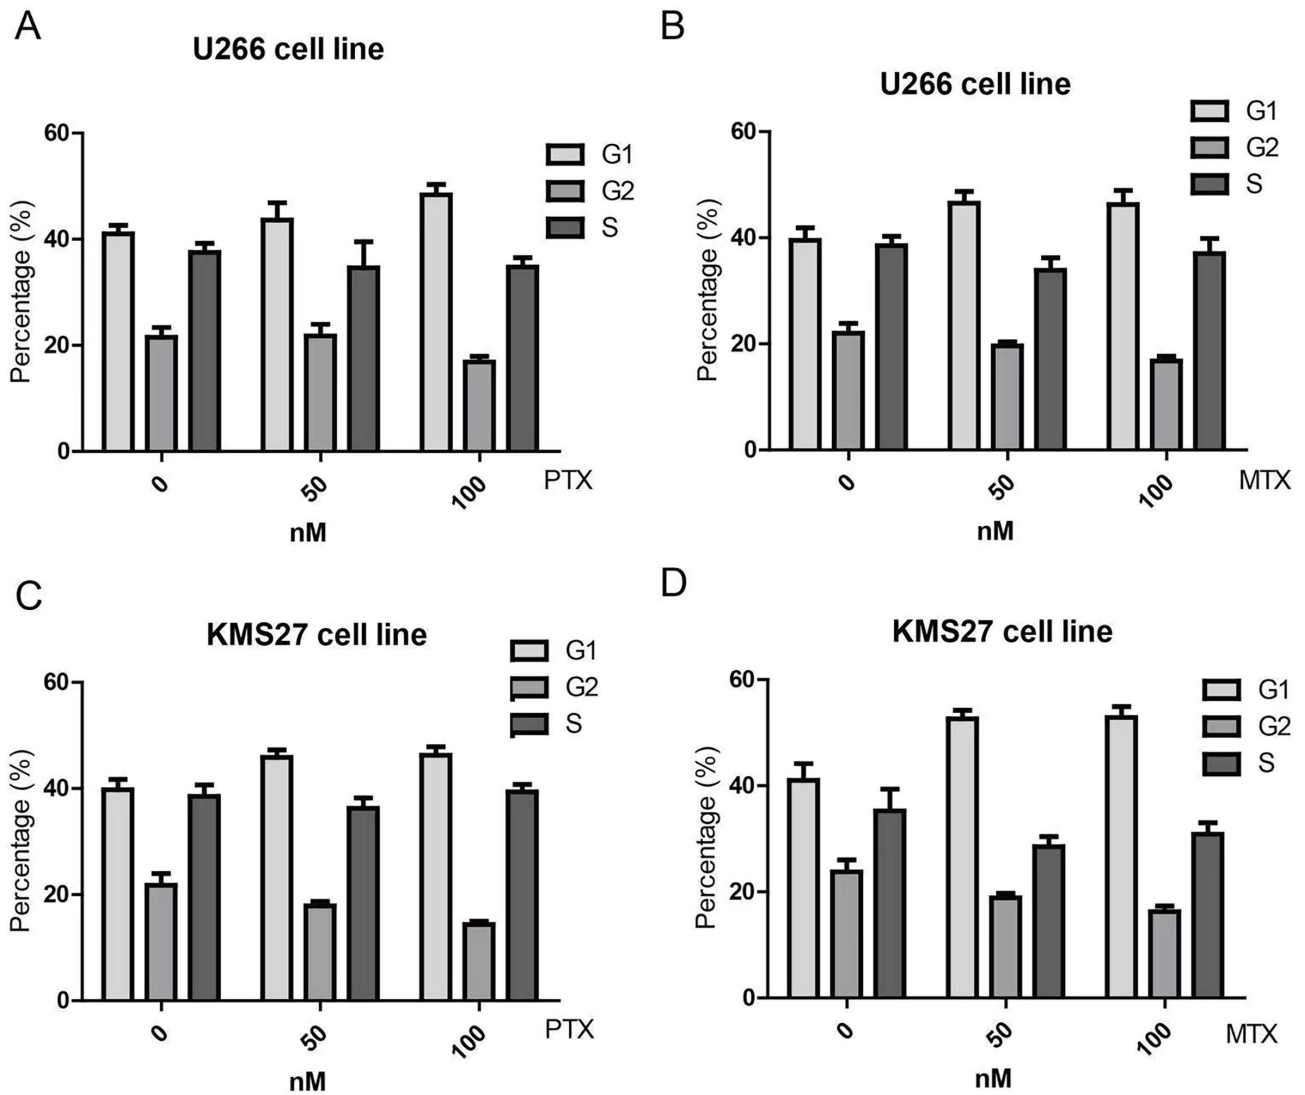 A
U266 cell line
Percentage (%)
60
40
20
0
G1
G2
S
0
50
100
PTX
nM
B
U266 cell line
Percentage (%)
60
40
20
0
G1
G2
S
0
50
100
MTX
nM
C
KMS27 cell line
Percentage (%)
60
40
20
0
G1
G2
S
0
50
100
PTX
nM
D
KMS27 cell line
Percentage (%)
60
40
20
0
G1
G2
S
0
50
100
MTX
nM